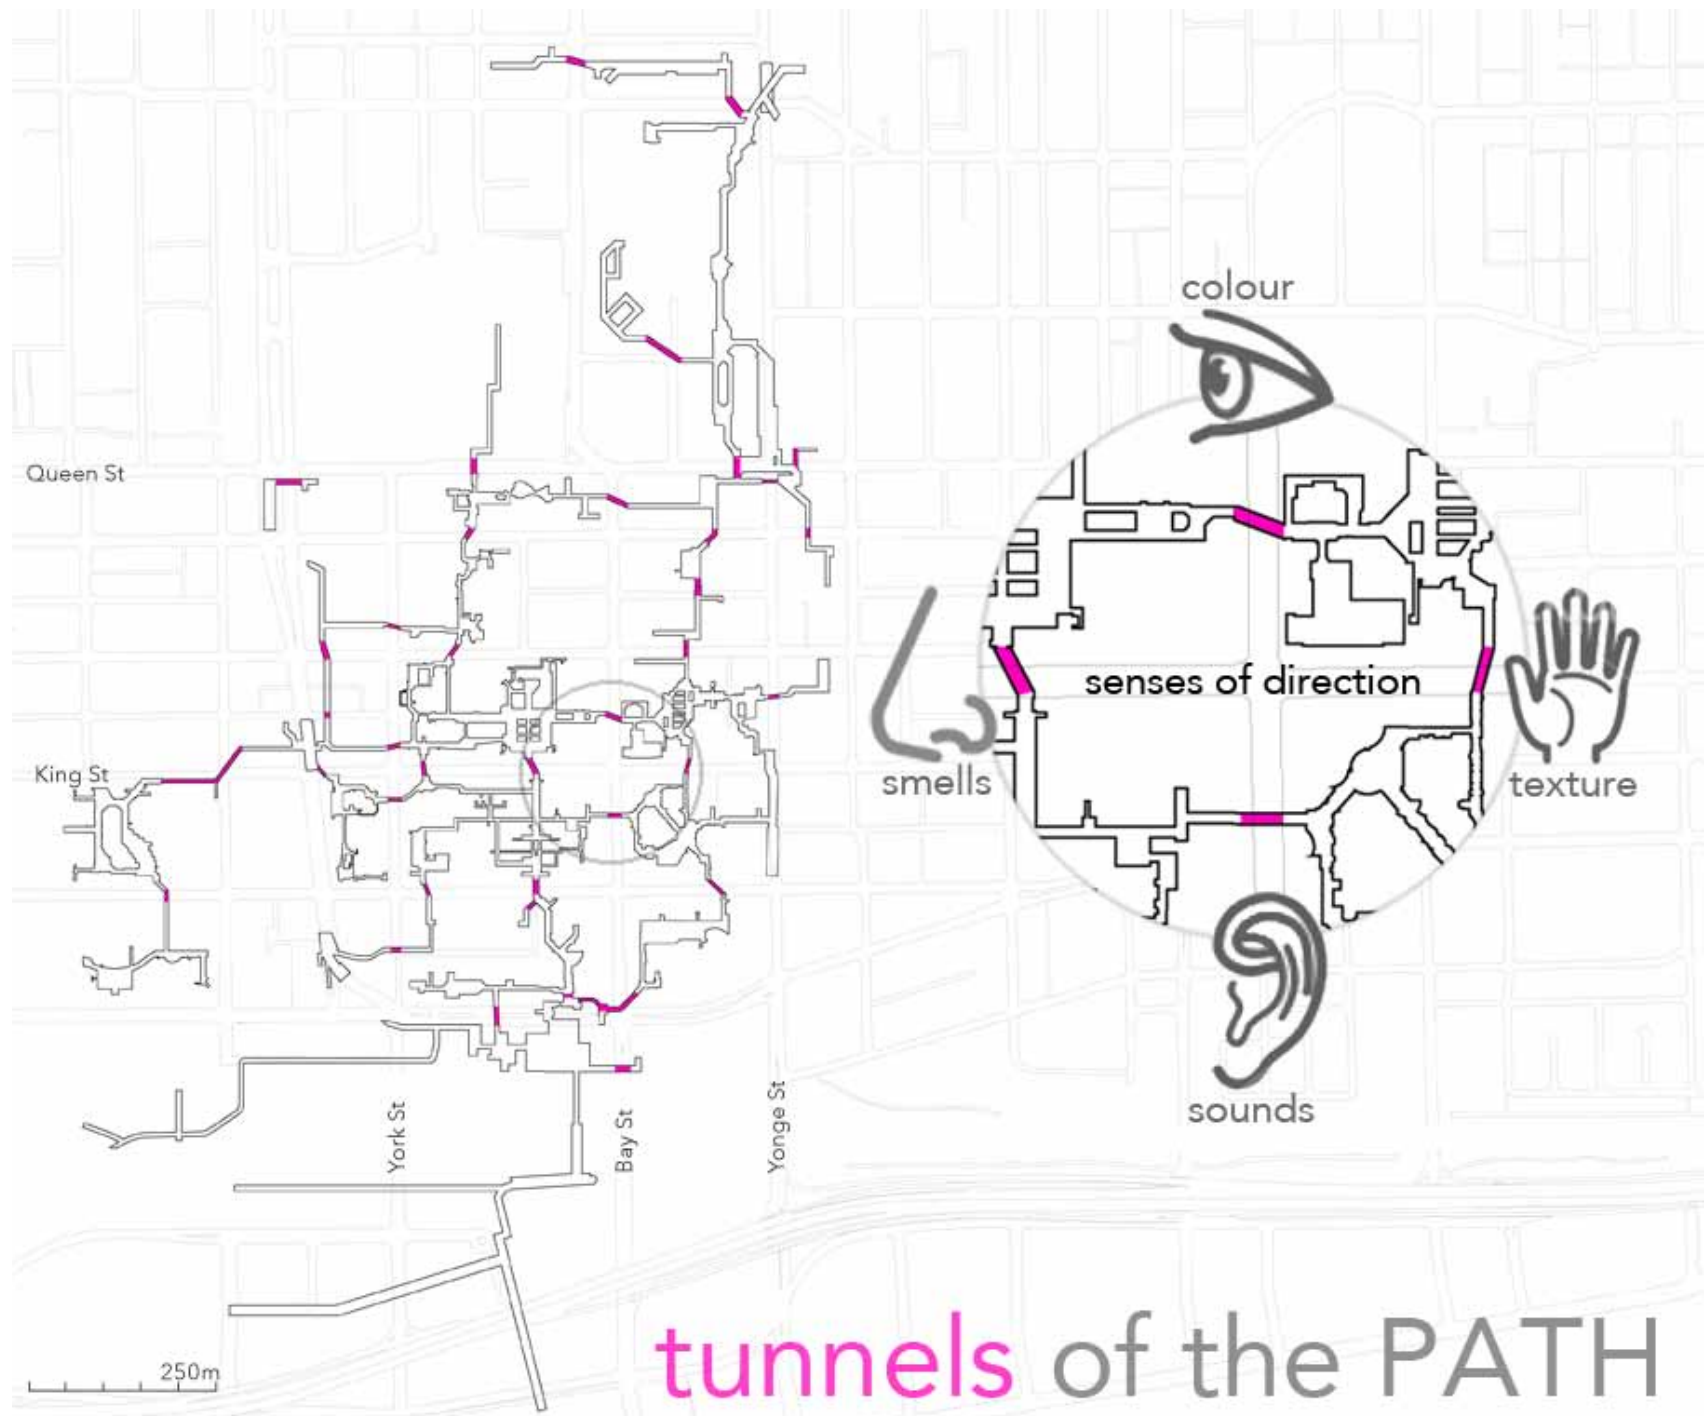 colour
Queen St
senses of direction
King St
smells
texture
sounds
York St
Bay St
Yonge St
250m
tunnels of the PATH